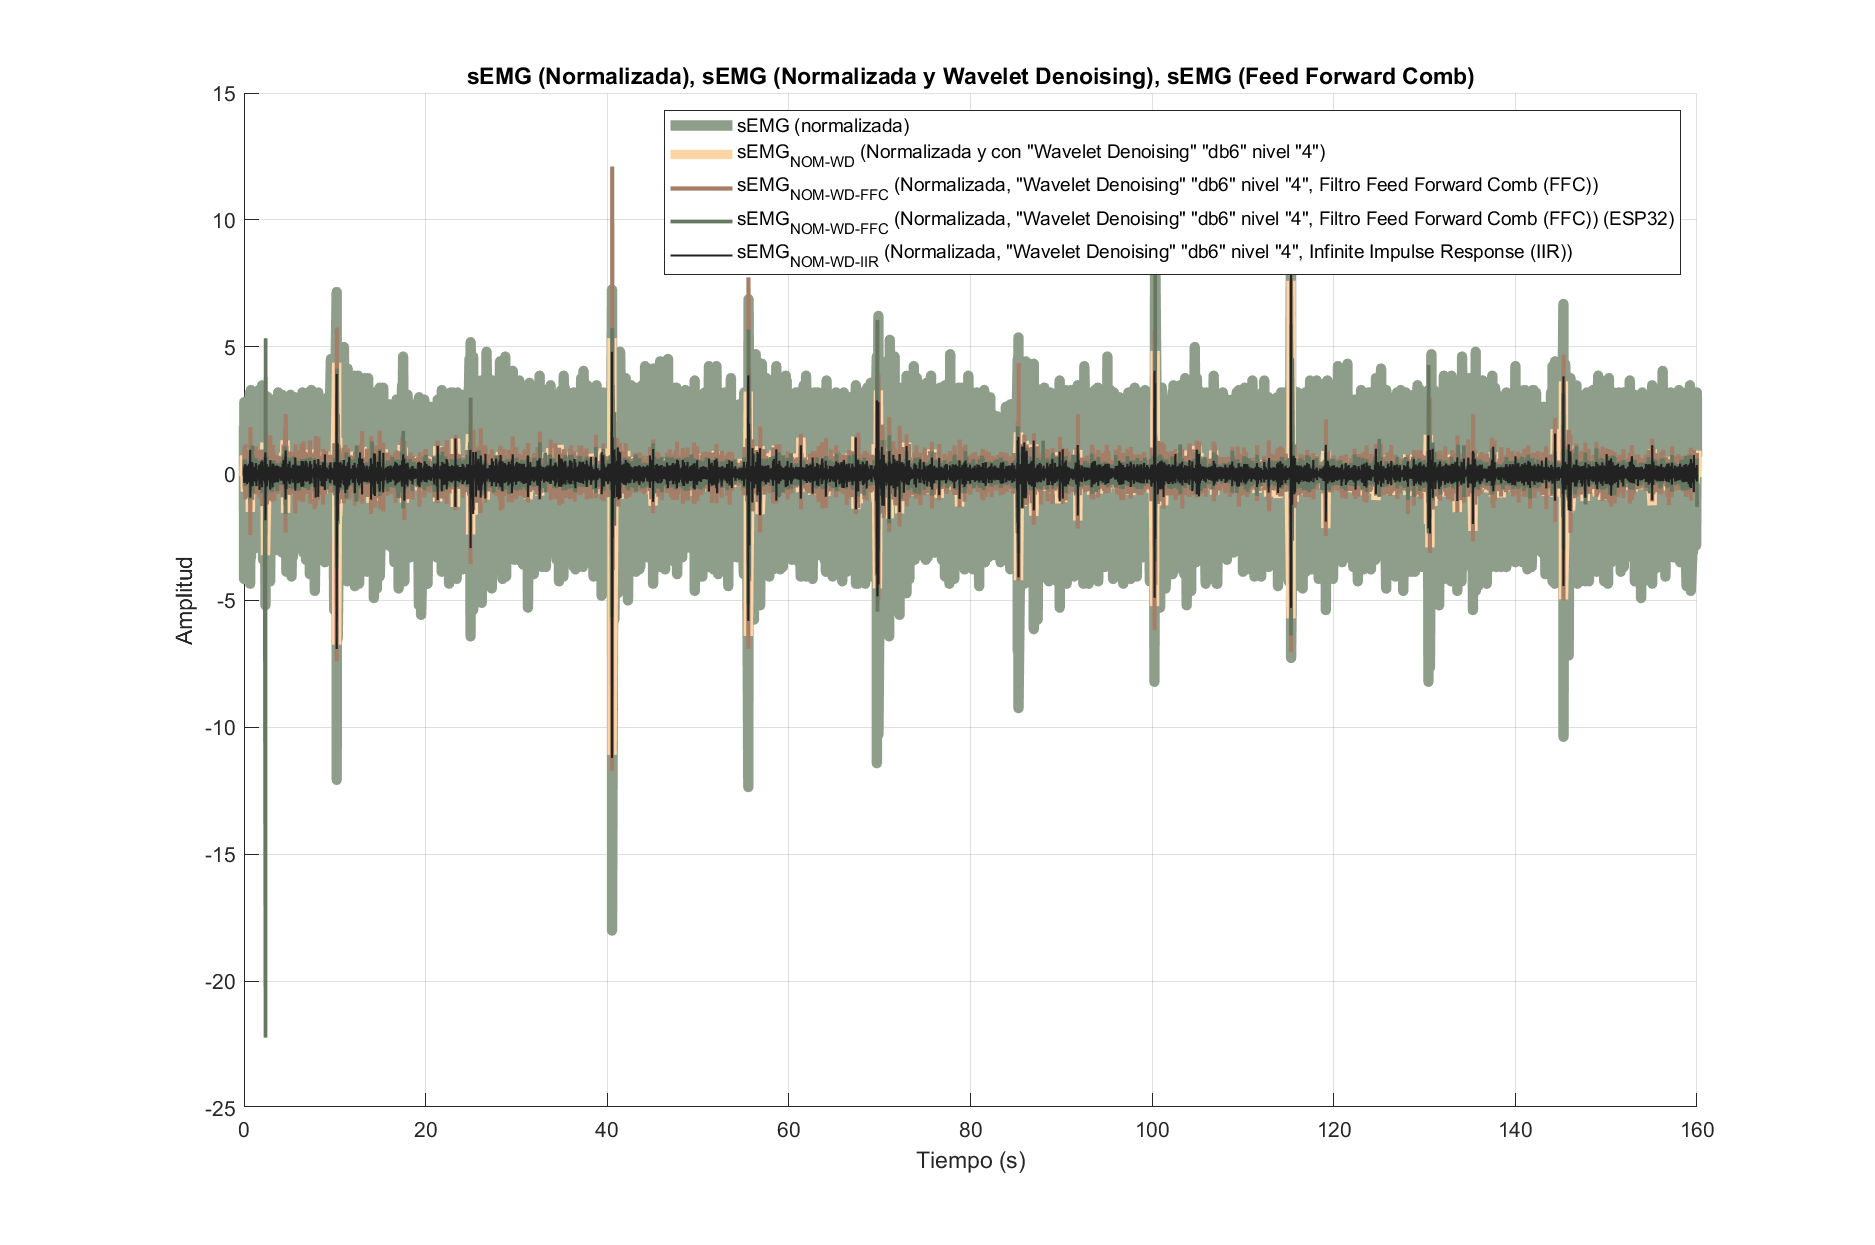 sEMG (Normalizada), sEMG (Normalizada y Wavelet Denoising), sEMG (Feed Forward Comb)
sEMG (normalizada)
sEMG_NOM-WD (Normalizada y con "Wavelet Denoising" "db6" nivel "4")
sEMG_NOM-WD-FFC (Normalizada, "Wavelet Denoising" "db6" nivel "4", Filtro Feed Forward Comb (FFC))
sEMG_NOM-WD-FFC (Normalizada, "Wavelet Denoising" "db6" nivel "4", Filtro Feed Forward Comb (FFC)) (ESP32)
sEMG_NOM-WD-IIR (Normalizada, "Wavelet Denoising" "db6" nivel "4", Infinite Impulse Response (IIR))
15
10
5
0
-5
-10
-15
-20
-25
Amplitud
0 20 40 60 80 100 120 140 160
Tiempo (s)